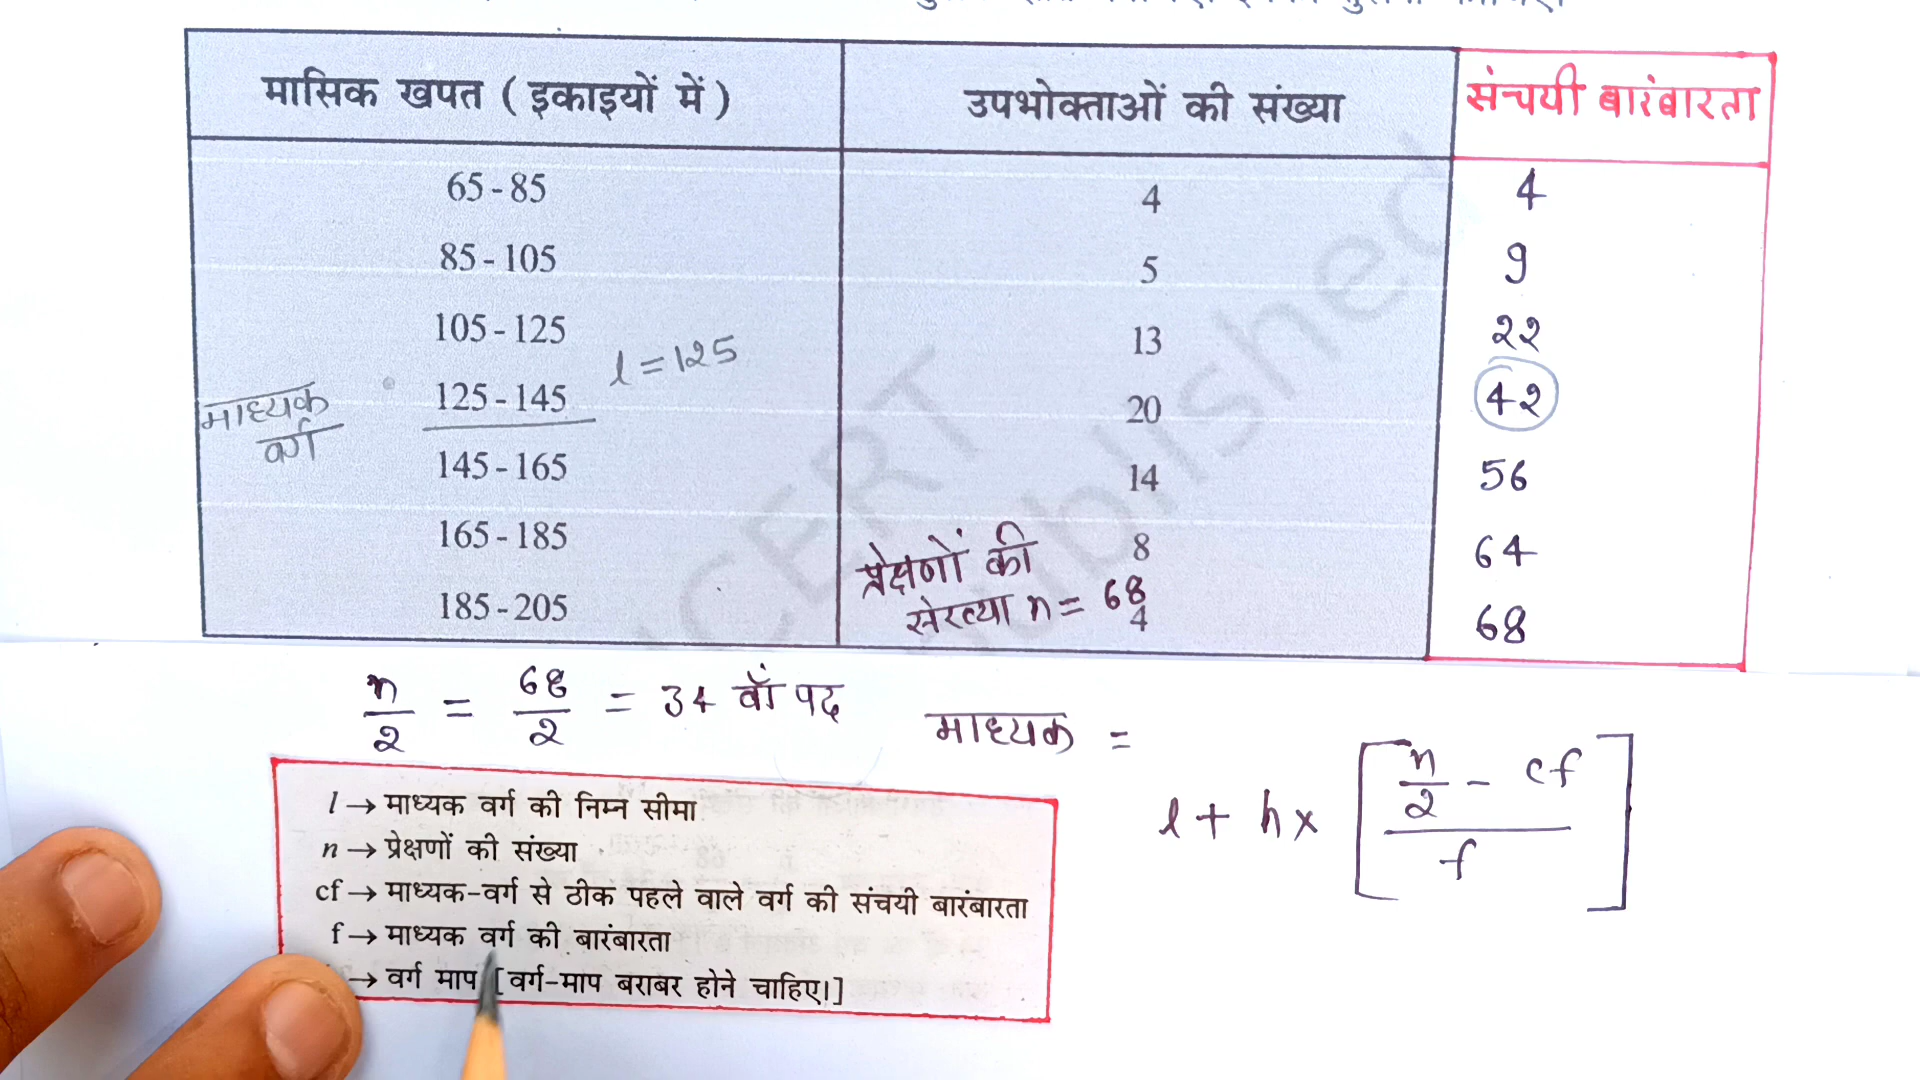 मासिक खपत ( इकाइयों में ) उपभोक्ताओं की संख्या संचयी बारंबारता
65 - 85 4 4
85 - 105 5 9
105 - 125 13 22
l = 125
माध्यक वर्ग 125 - 145 20 42
145 - 165 14 56
165 - 185 8 64
प्रेक्षणों की
संख्या n = 68
185 - 205 4 68
n/2 = 68/2 = 34 वाँ पद
माध्यक =
l + h x [ n/2 - cf / f ]
l → माध्यक वर्ग की निम्न सीमा
n → प्रेक्षणों की संख्या
cf → माध्यक-वर्ग से ठीक पहले वाले वर्ग की संचयी बारंबारता
f → माध्यक वर्ग की बारंबारता
→ वर्ग माप [वर्ग-माप बराबर होने चाहिए।]
NCERT
published